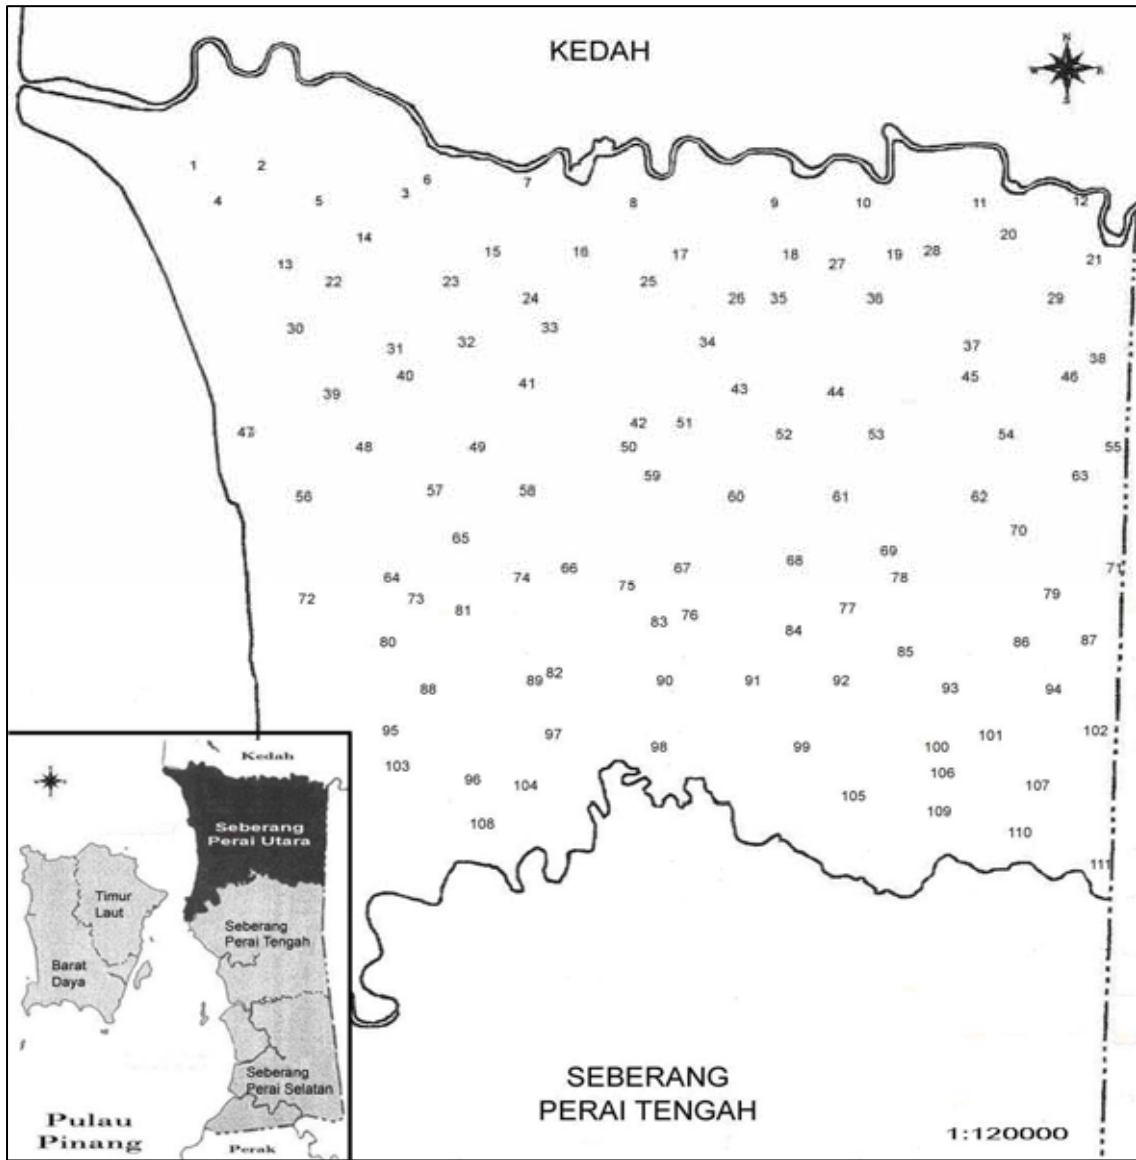 KEDAH
N
W E
S
1 2
6
7
3
4 5 8 9 10 11 12
20
14
15 16 17 18 19 28 21
13 27
22 23 25
24 26 35 36 29
30 33
31 32 34 37 38
40 45 46
39 41 43 44
47 42 51
48 49 50 52 53 54 55
59 63
56 57 58 60 61 62
65 70
66 67 68 69 71
64 74 75 78
72 73 79
81 83 76 77
80 84 85 86 87
82
88 89 90 91 92 93 94
95 97 98 99 100 101 102
103
96 104 105 106 107
108 109
110
111
Kedah
Seberang
Perai Utara
Timur
Laut
Barat
Daya
Seberang
Perai Tengah
Seberang
Perai Selatan
Pulau
Pinang
Perak
SEBERANG
PERAI TENGAH
1:120000